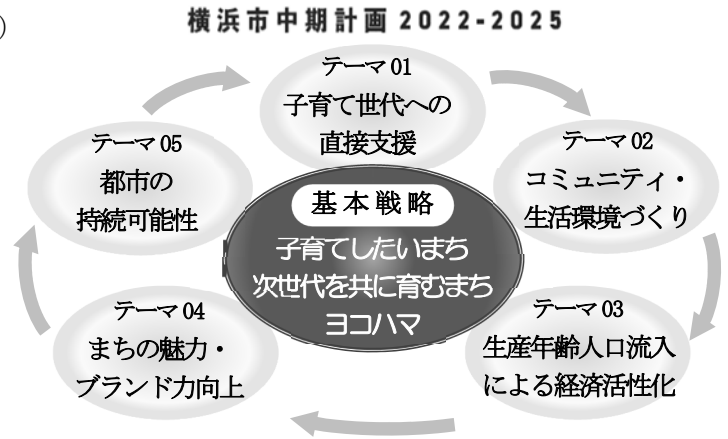 )
横浜市中期計画 2022-2025
テーマ 01
子育て世代への
直接支援
テーマ 02
コミュニティ・
生活環境づくり
テーマ 03
生産年齢人口流入
による経済活性化
テーマ 04
まちの魅力・
ブランド力向上
テーマ 05
都市の
持続可能性
基本戦略
子育てしたいまち
次世代を共に育むまち
ヨコハマ